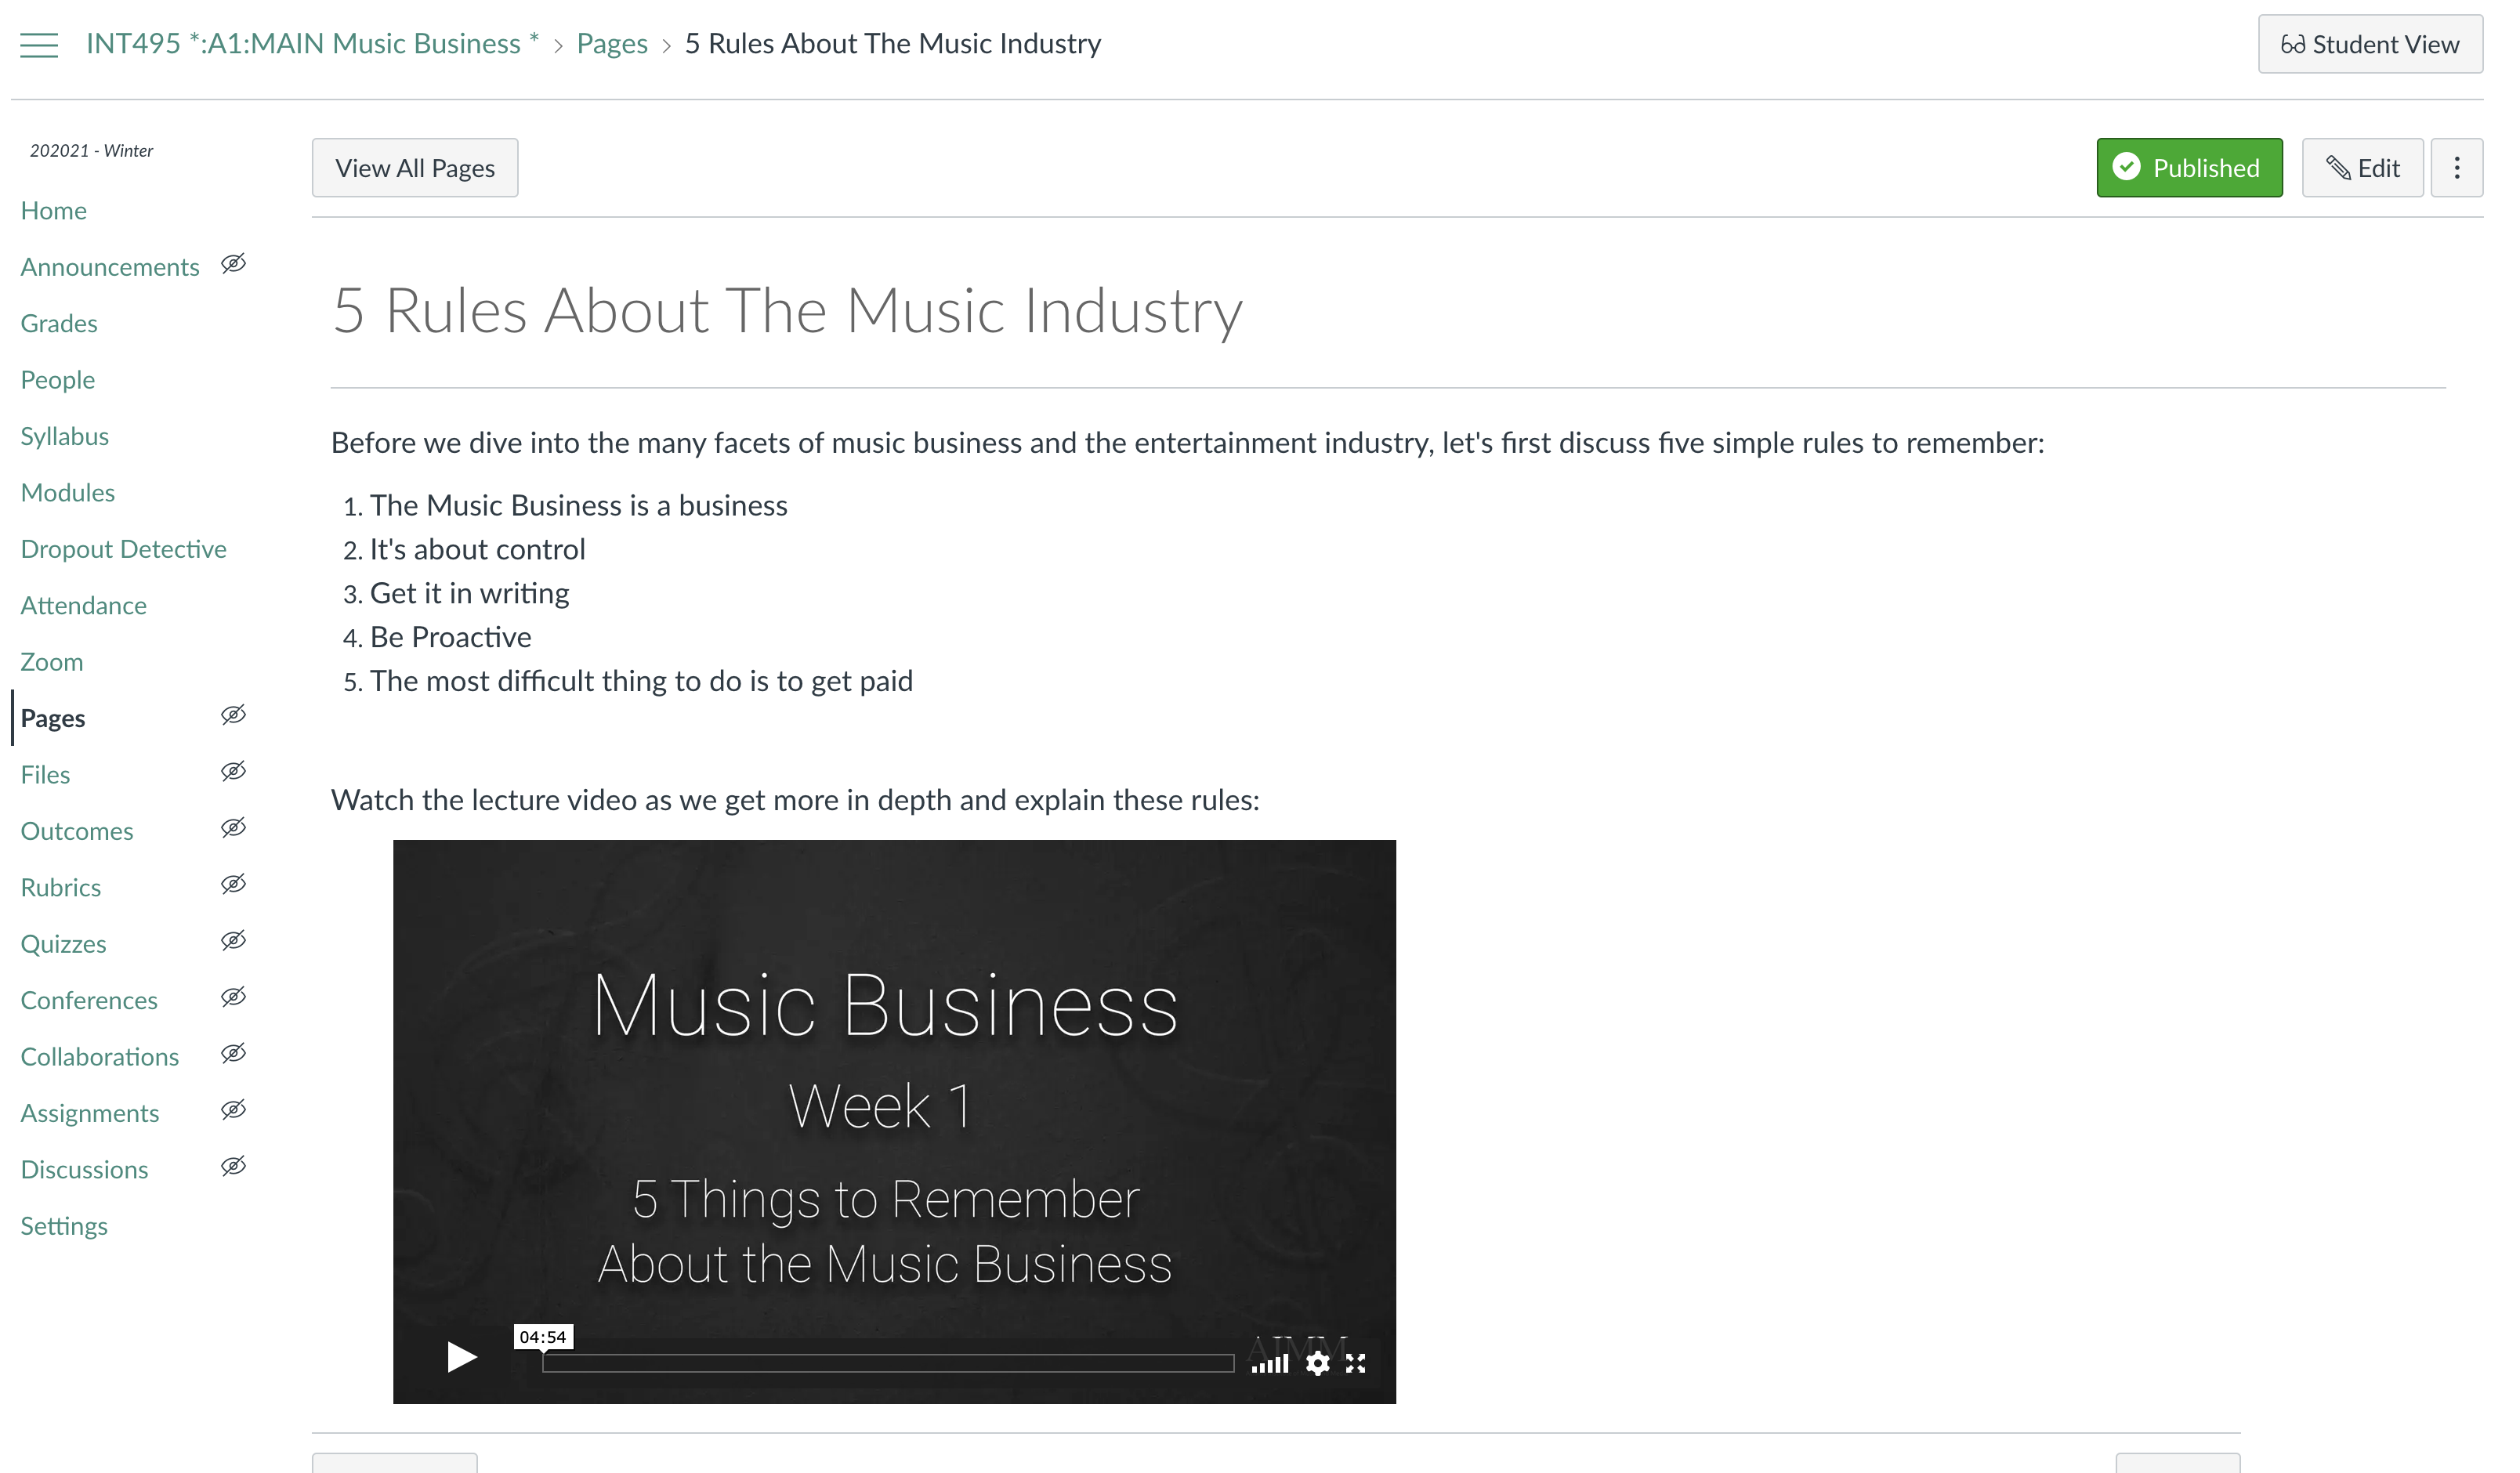 INT495 *:A1:MAIN Music Business * › Pages › 5 Rules About The Music Industry
Student View
202021 - Winter
Home
Announcements
Grades
People
Syllabus
Modules
Dropout Detective
Attendance
Zoom
Pages
Files
Outcomes
Rubrics
Quizzes
Conferences
Collaborations
Assignments
Discussions
Settings
View All Pages
Published
Edit
5 Rules About The Music Industry
Before we dive into the many facets of music business and the entertainment industry, let's first discuss five simple rules to remember:
1. The Music Business is a business
2. It's about control
3. Get it in writing
4. Be Proactive
5. The most difficult thing to do is to get paid
Watch the lecture video as we get more in depth and explain these rules:
Music Business
Week 1
5 Things to Remember
About the Music Business
04:54
AIMM